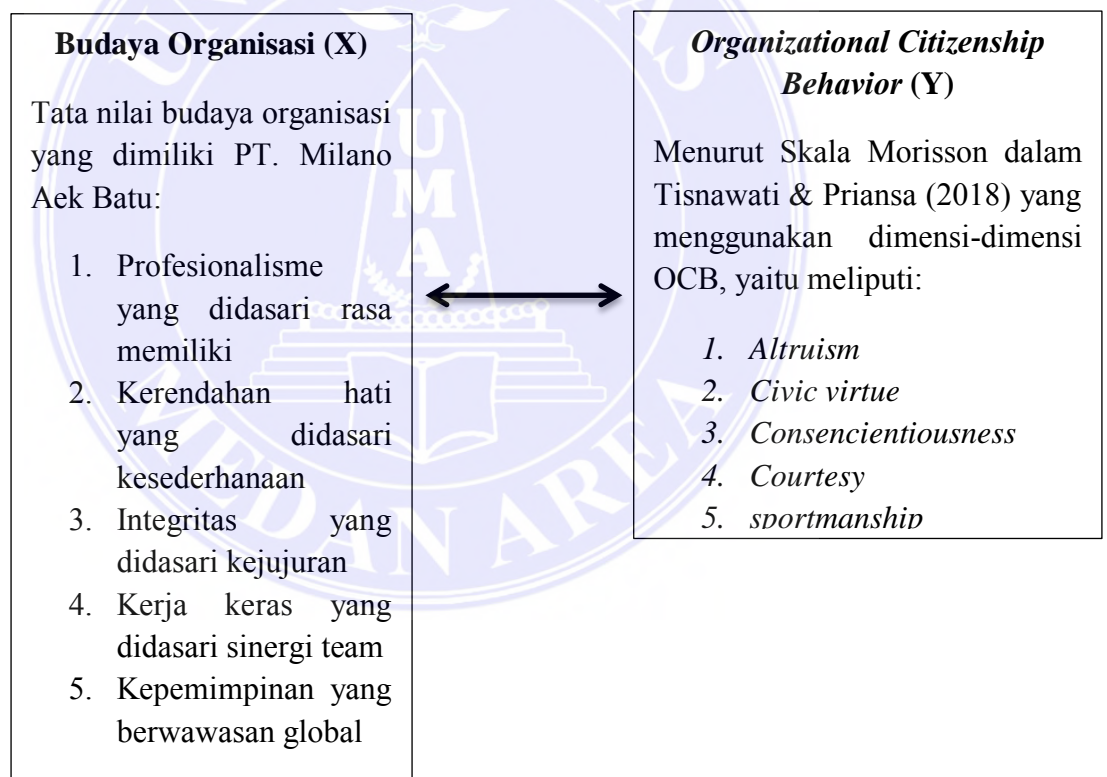 Budaya Organisasi (X)
Tata nilai budaya organisasi
yang dimiliki PT. Milano
Aek Batu:
1. Profesionalisme
yang didasari rasa
memiliki
2. Kerendahan hati
yang didasari
kesederhanaan
3. Integritas yang
didasari kejujuran
4. Kerja keras yang
didasari sinergi team
5. Kepemimpinan yang
berwawasan global
Organizational Citizenship
Behavior (Y)
Menurut Skala Morisson dalam
Tisnawati & Priansa (2018) yang
menggunakan dimensi-dimensi
OCB, yaitu meliputi:
1. Altruism
2. Civic virtue
3. Consencientiousness
4. Courtesy
5. sportmanship
UMA
MEDAN AREA